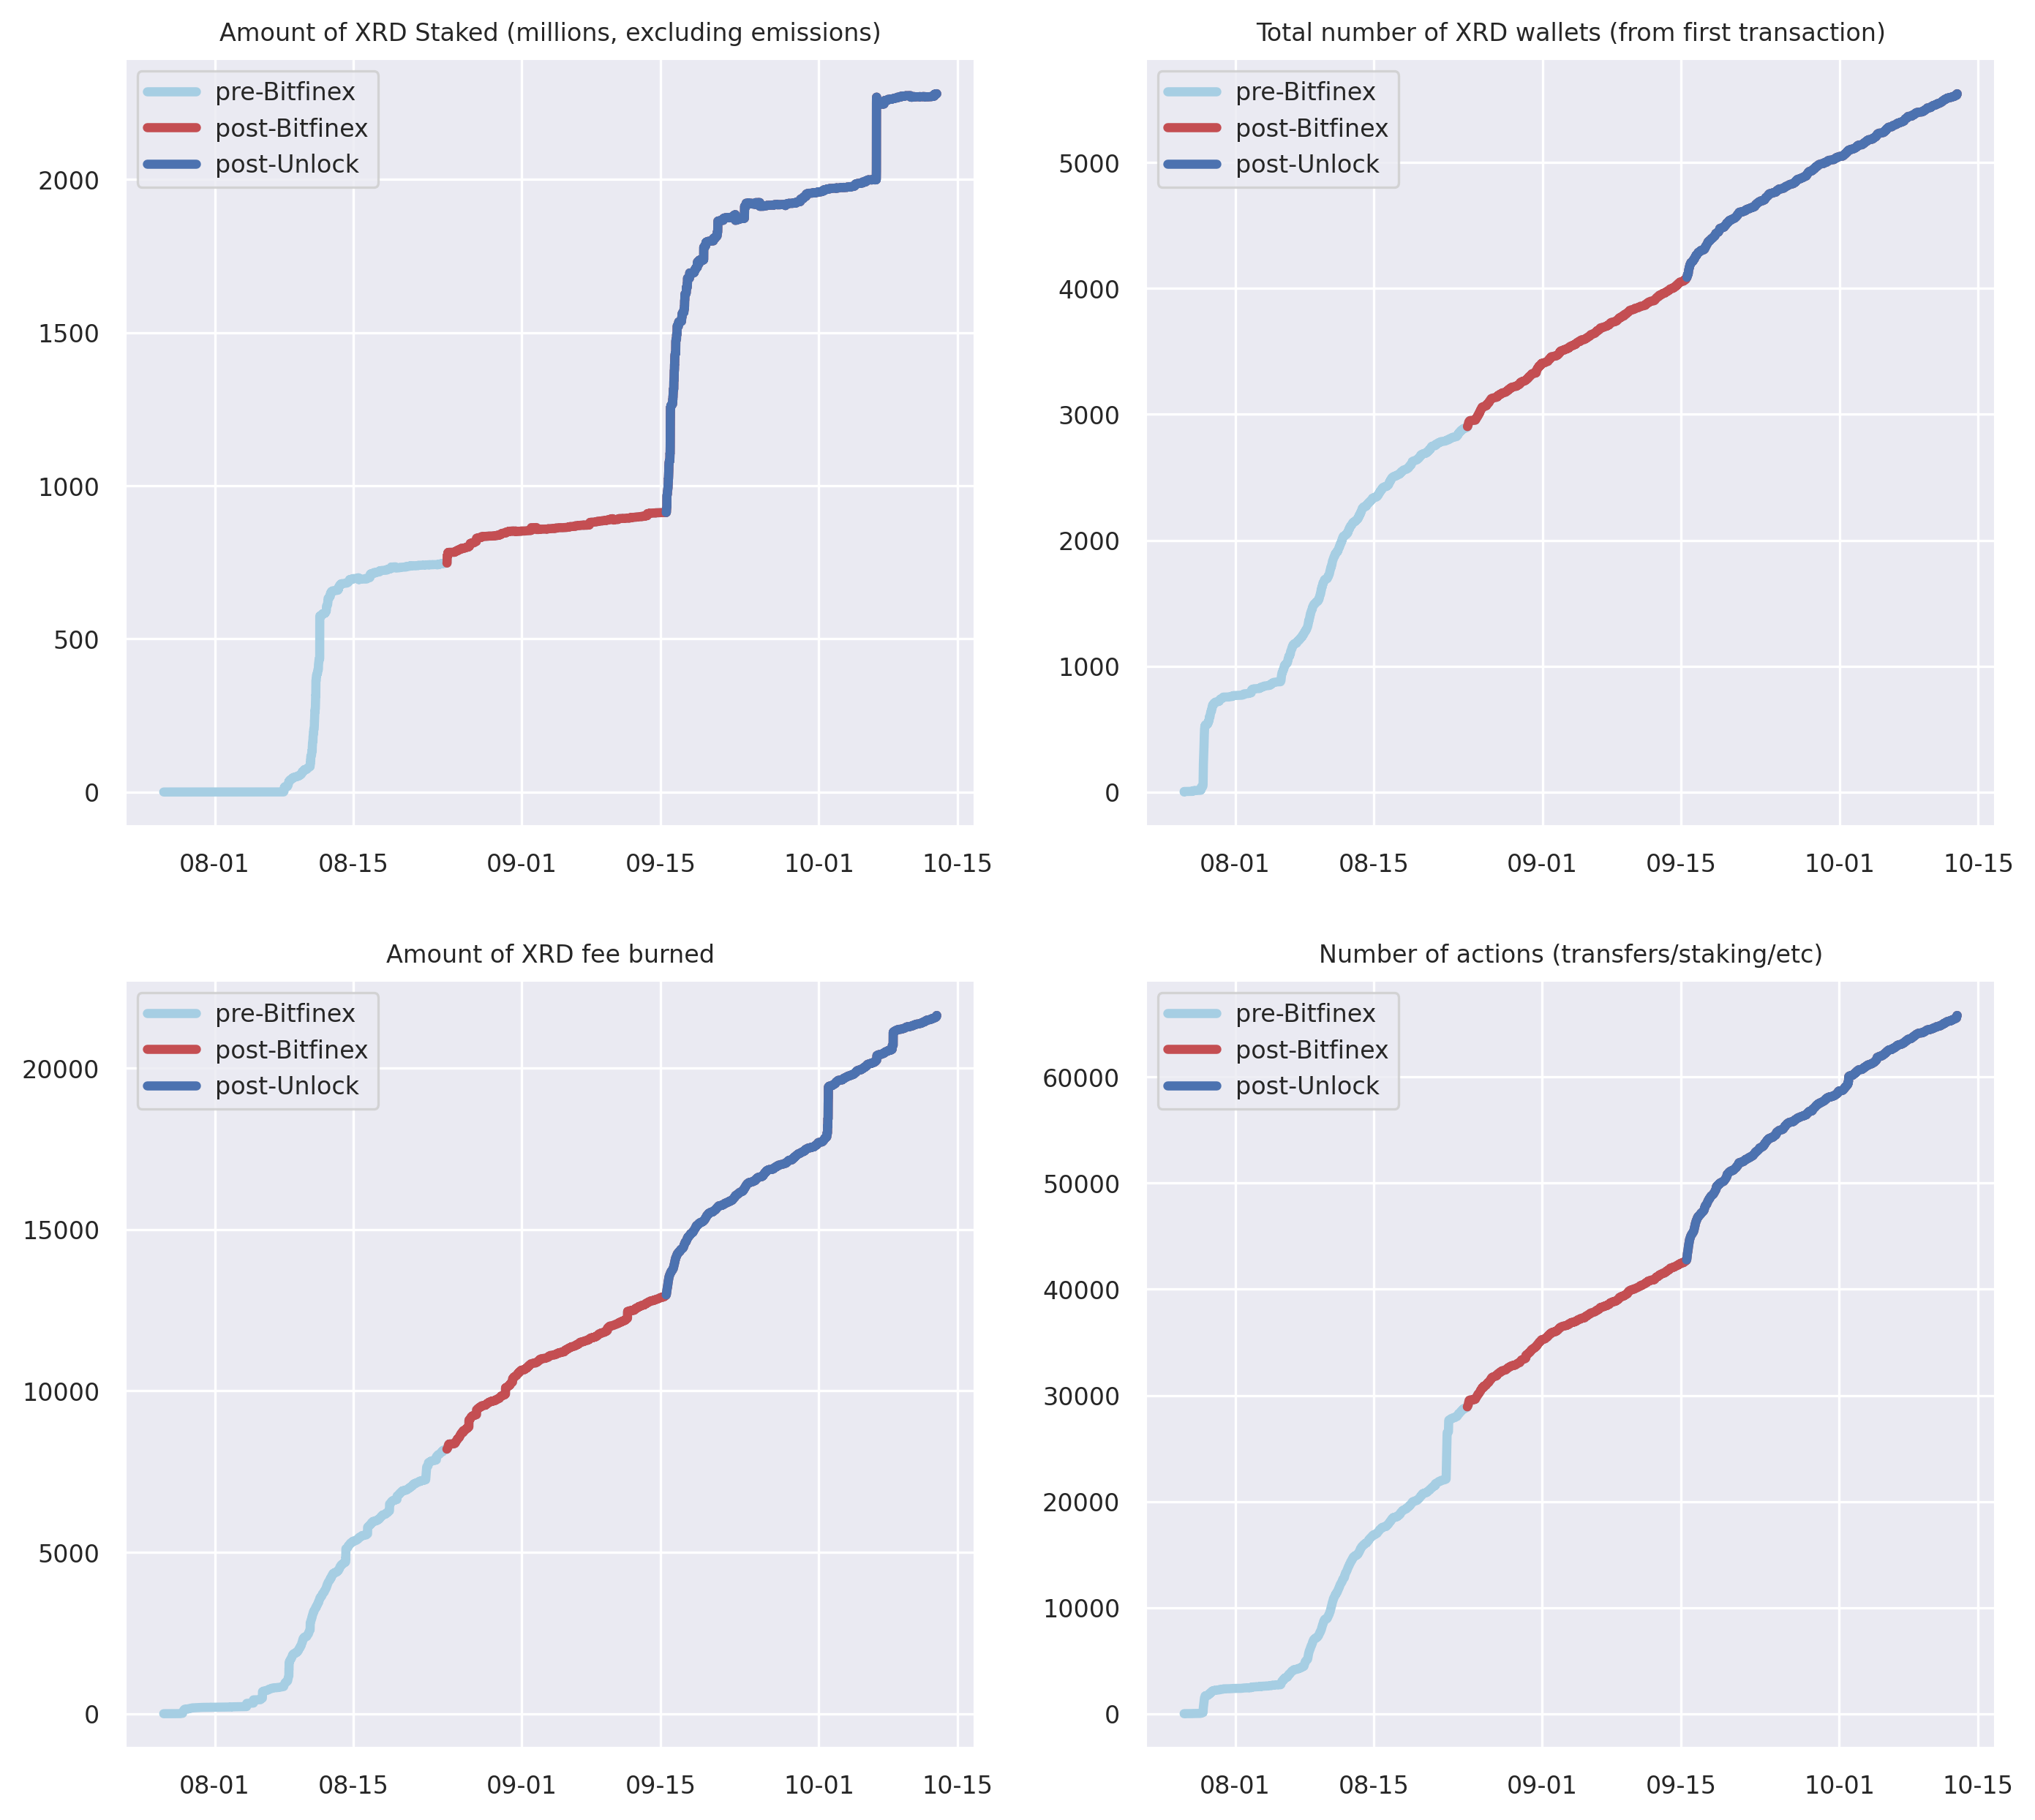 Amount of XRD Staked (millions, excluding emissions)
pre-Bitfinex
post-Bitfinex
post-Unlock
2000
1500
1000
500
0
08-01 08-15 09-01 09-15 10-01 10-15
Total number of XRD wallets (from first transaction)
pre-Bitfinex
post-Bitfinex
post-Unlock
5000
4000
3000
2000
1000
0
08-01 08-15 09-01 09-15 10-01 10-15
Amount of XRD fee burned
pre-Bitfinex
post-Bitfinex
post-Unlock
20000
15000
10000
5000
0
08-01 08-15 09-01 09-15 10-01 10-15
Number of actions (transfers/staking/etc)
pre-Bitfinex
post-Bitfinex
post-Unlock
60000
50000
40000
30000
20000
10000
0
08-01 08-15 09-01 09-15 10-01 10-15